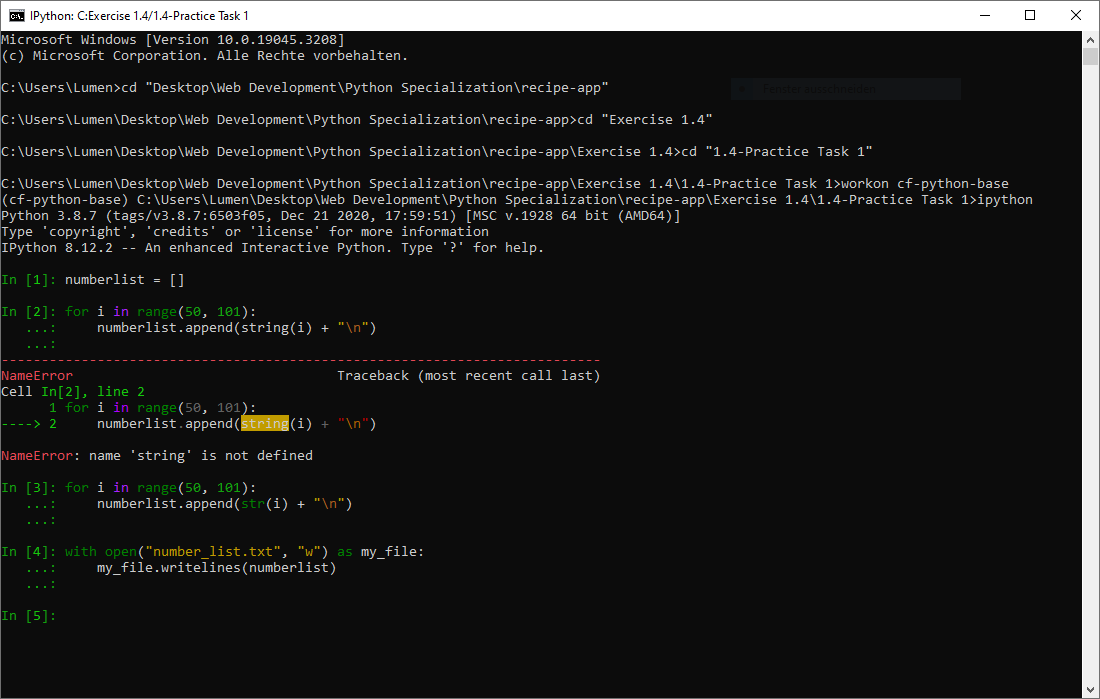 IPython: C:Exercise 1.4/1.4-Practice Task 1
Microsoft Windows [Version 10.0.19045.3208]
(c) Microsoft Corporation. Alle Rechte vorbehalten.
C:\Users\Lumen>cd "Desktop\Web Development\Python Specialization\recipe-app"
Fenster ausschneiden
C:\Users\Lumen\Desktop\Web Development\Python Specialization\recipe-app>cd "Exercise 1.4"
C:\Users\Lumen\Desktop\Web Development\Python Specialization\recipe-app\Exercise 1.4>cd "1.4-Practice Task 1"
C:\Users\Lumen\Desktop\Web Development\Python Specialization\recipe-app\Exercise 1.4\1.4-Practice Task 1>workon cf-python-base
(cf-python-base) C:\Users\Lumen\Desktop\Web Development\Python Specialization\recipe-app\Exercise 1.4\1.4-Practice Task 1>ipython
Python 3.8.7 (tags/v3.8.7:6503f05, Dec 21 2020, 17:59:51) [MSC v.1928 64 bit (AMD64)]
Type 'copyright', 'credits' or 'license' for more information
IPython 8.12.2 -- An enhanced Interactive Python. Type '?' for help.
In [1]: numberlist = []
In [2]: for i in range(50, 101):
   ...:     numberlist.append(string(i) + "\n")
   ...:
---------------------------------------------------------------------------
NameError                                 Traceback (most recent call last)
Cell In[2], line 2
      1 for i in range(50, 101):
----> 2     numberlist.append(string(i) + "\n")
NameError: name 'string' is not defined
In [3]: for i in range(50, 101):
   ...:     numberlist.append(str(i) + "\n")
   ...:
In [4]: with open("number_list.txt", "w") as my_file:
   ...:     my_file.writelines(numberlist)
   ...:
In [5]: